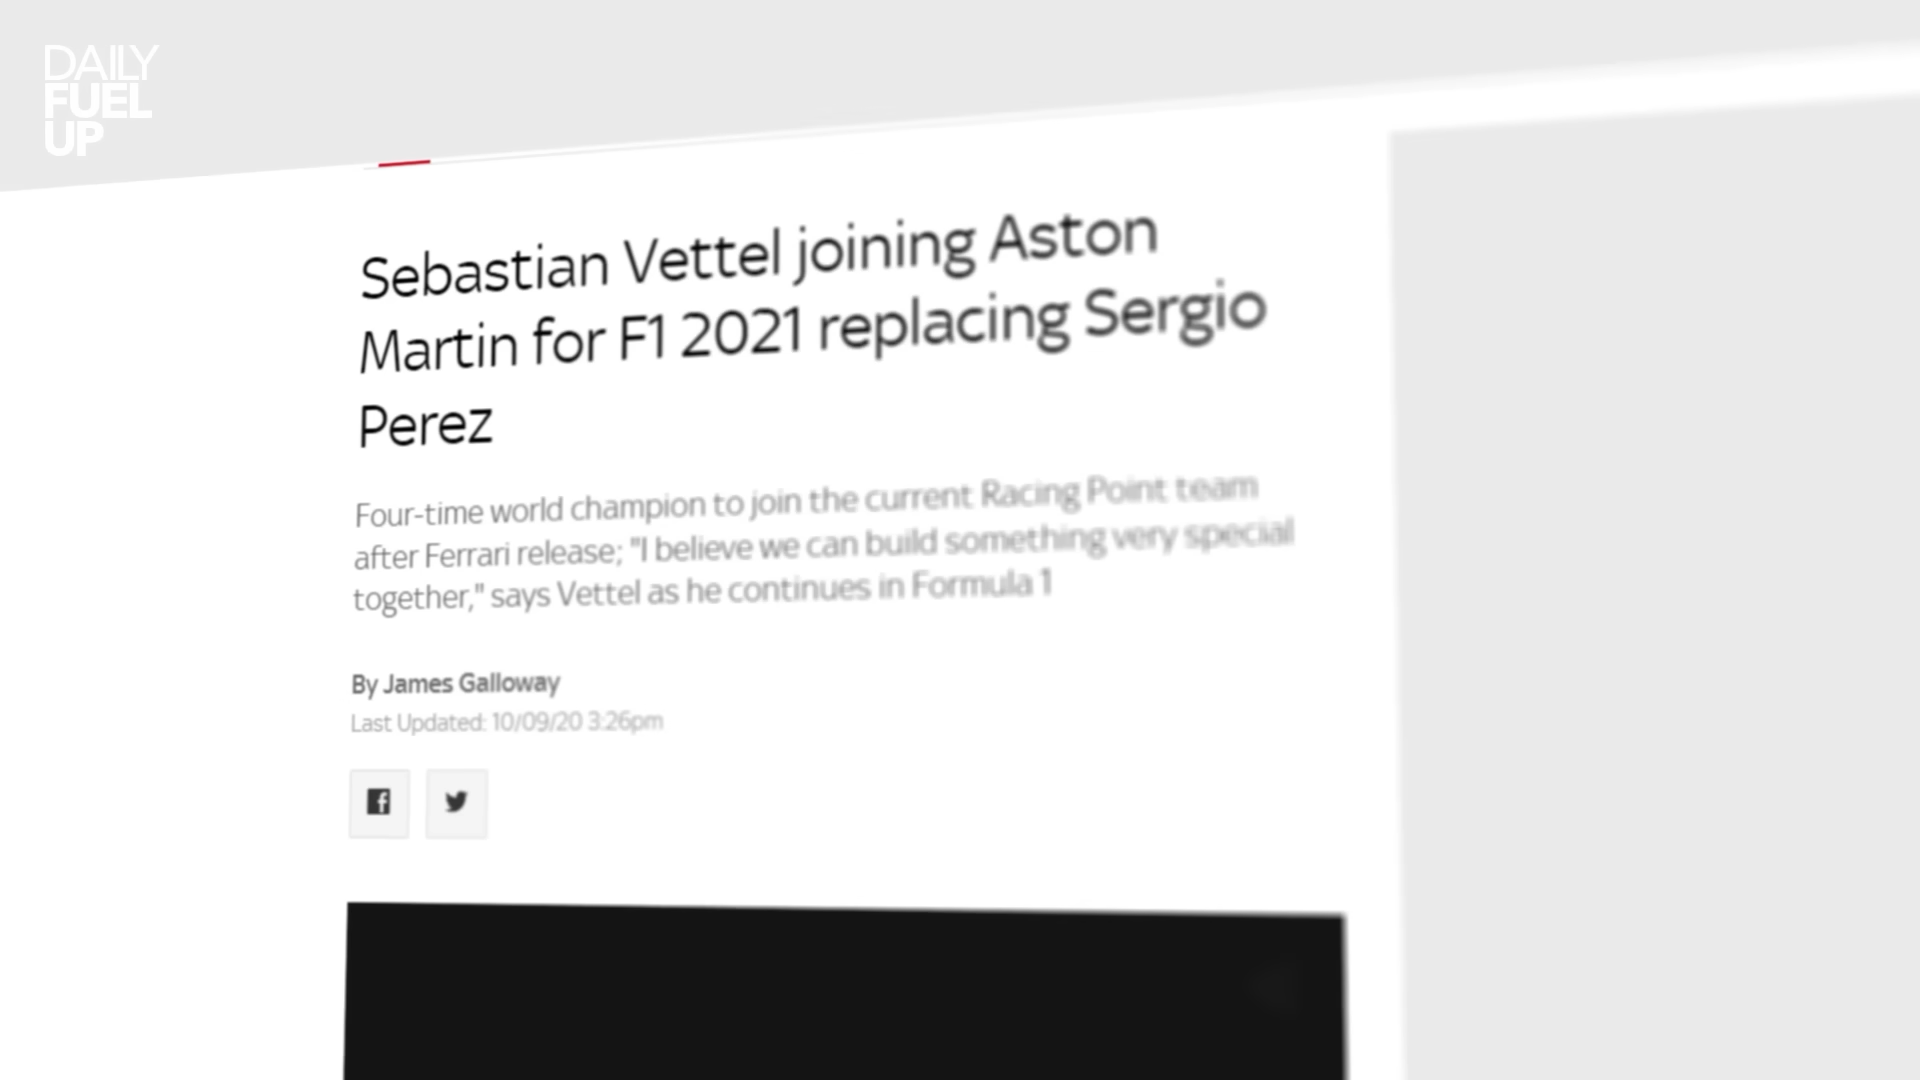 DAILY
FUEL
UP
Sebastian Vettel joining Aston
Martin for F1 2021 replacing Sergio
Perez
Four-time world champion to join the current Racing Point team
after Ferrari release; "I believe we can build something very special
together," says Vettel as he continues in Formula 1
By James Galloway
Last Updated: 10/09/20 3:26pm